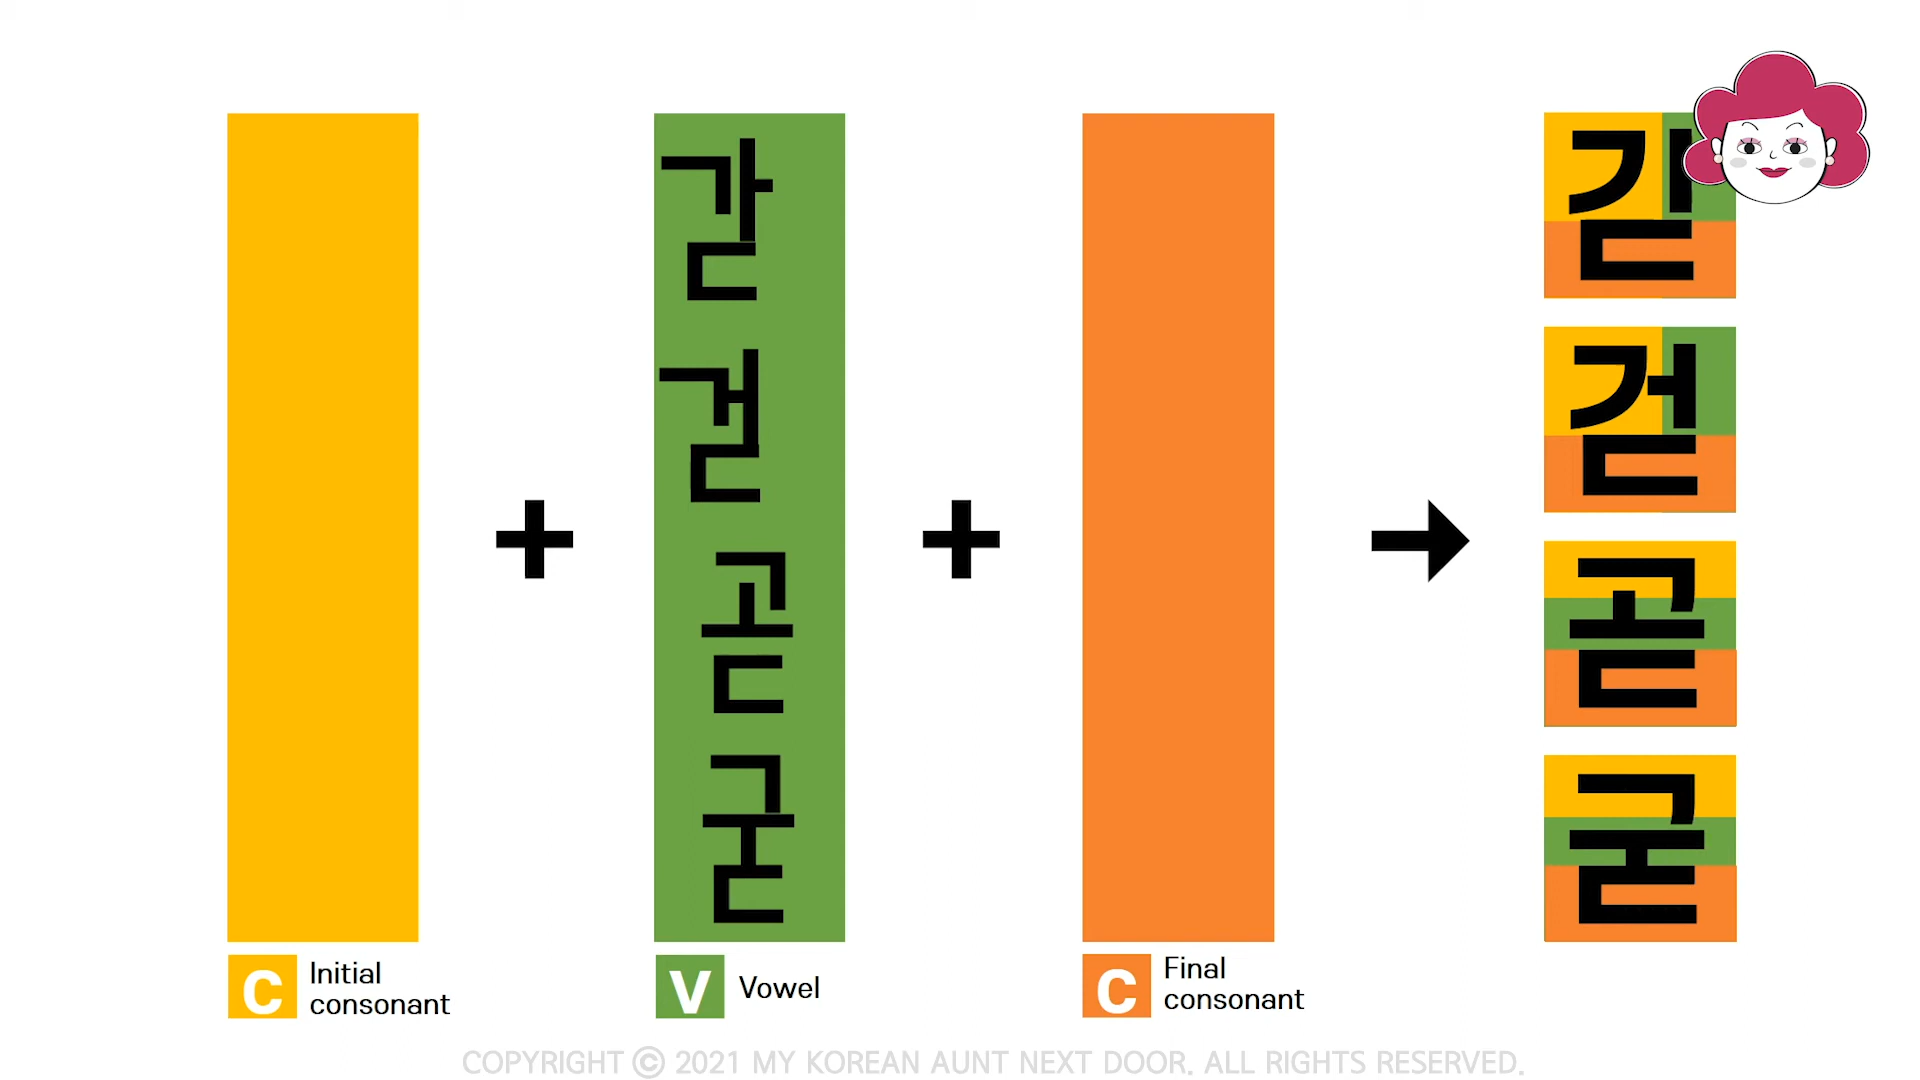 갇
걷
곧
굳
+
+
→
갇
걷
곧
굳
C Initial consonant
V Vowel
C Final consonant
COPYRIGHT © 2021 MY KOREAN AUNT NEXT DOOR. ALL RIGHTS RESERVED.